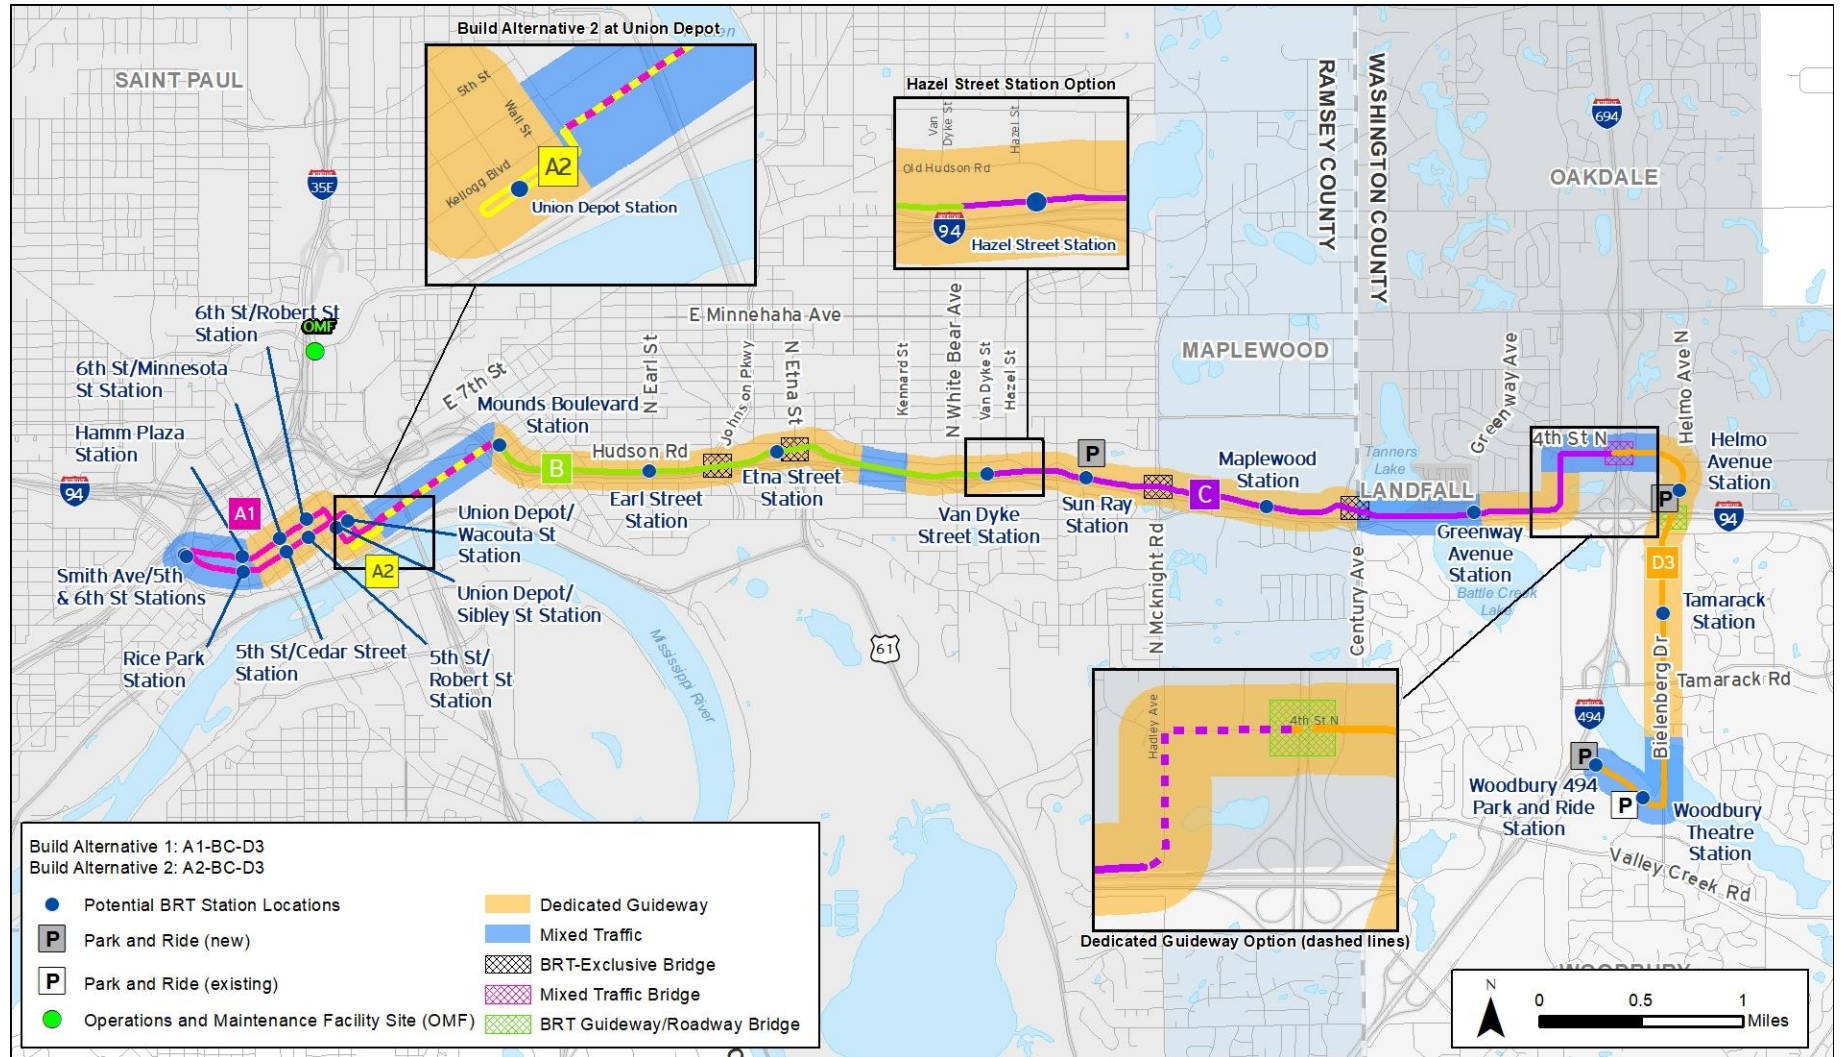 Build Alternative 2 at Union Depot
5th St
Wall St
Kellogg Blvd
A2
Union Depot Station
Hazel Street Station Option
Van
Dyke St
Hazel St
Old Hudson Rd
94
Hazel Street Station
SAINT PAUL
35E
RAMSEY COUNTY
WASHINGTON COUNTY
694
OAKDALE
MAPLEWOOD
LANDFALL
6th St/Robert St
Station
OMF
6th St/Minnesota
St Station
Hamm Plaza
Station
94
A1
A2
Smith Ave/5th
& 6th St Stations
Rice Park
Station
5th St/Cedar Street
Station
5th St/
Robert St
Station
Union Depot/
Wacouta St
Station
Union Depot/
Sibley St Station
E 7th St
Mounds Boulevard
Station
B
Hudson Rd
Earl Street
Station
N Earl St
E Minnehaha Ave
Johnson Pkwy
N Etna St
Etna Street
Station
Kennard St
N White Bear Ave
Van Dyke St
Hazel St
Van Dyke
Street Station
P
Sun Ray
Station
C
N Mcknight Rd
Maplewood
Station
Century Ave
Tanners
Lake
Greenway Ave
Greenway
Avenue
Station
Battle Creek
Lake
4th St N
Helmo Ave N
Helmo
Avenue
Station
P
94
D3
Tamarack
Station
Tamarack Rd
Bielenberg Dr
494
P
Woodbury 494
Park and Ride
Station
P
Woodbury
Theatre
Station
Valley Creek Rd
WOODBURY
61
Mississippi River
Hadley Ave
4th St N
Dedicated Guideway Option (dashed lines)
Build Alternative 1: A1-BC-D3
Build Alternative 2: A2-BC-D3
Potential BRT Station Locations
P Park and Ride (new)
P Park and Ride (existing)
Operations and Maintenance Facility Site (OMF)
Dedicated Guideway
Mixed Traffic
BRT-Exclusive Bridge
Mixed Traffic Bridge
BRT Guideway/Roadway Bridge
N
0 0.5 1
Miles